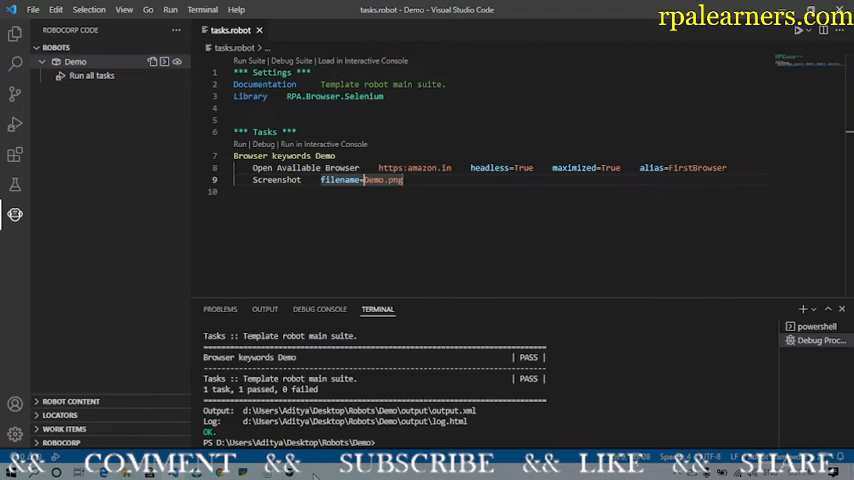 File Edit Selection View Go Run Terminal Help
tasks.robot - Demo - Visual Studio Code
rpalearners.com
ROBOCORP CODE
ROBOTS
Demo
Run all tasks
ROBOT CONTENT
LOCATORS
WORK ITEMS
ROBOCORP
tasks.robot
tasks.robot > ...
Run Suite | Debug Suite | Load in Interactive Console
1 *** Settings ***
2 Documentation Template robot main suite.
3 Library RPA.Browser.Selenium
4
5
6 *** Tasks ***
Run | Debug | Run in Interactive Console
7 Browser keywords Demo
8 Open Available Browser https:amazon.in headless=True maximized=True alias=FirstBrowser
9 Screenshot filename=Demo.png
10
PROBLEMS OUTPUT DEBUG CONSOLE TERMINAL
powershell
Debug Proc...
Tasks :: Template robot main suite.
Browser keywords Demo | PASS |
Tasks :: Template robot main suite. | PASS |
1 task, 1 passed, 0 failed
Output: d:\Users\Aditya\Desktop\Robots\Demo\output\output.xml
Log: d:\Users\Aditya\Desktop\Robots\Demo\output\log.html
OK.
PS D:\Users\Aditya\Desktop\Robots\Demo>
&& COMMENT && SUBSCRIBE && LIKE && SHARE